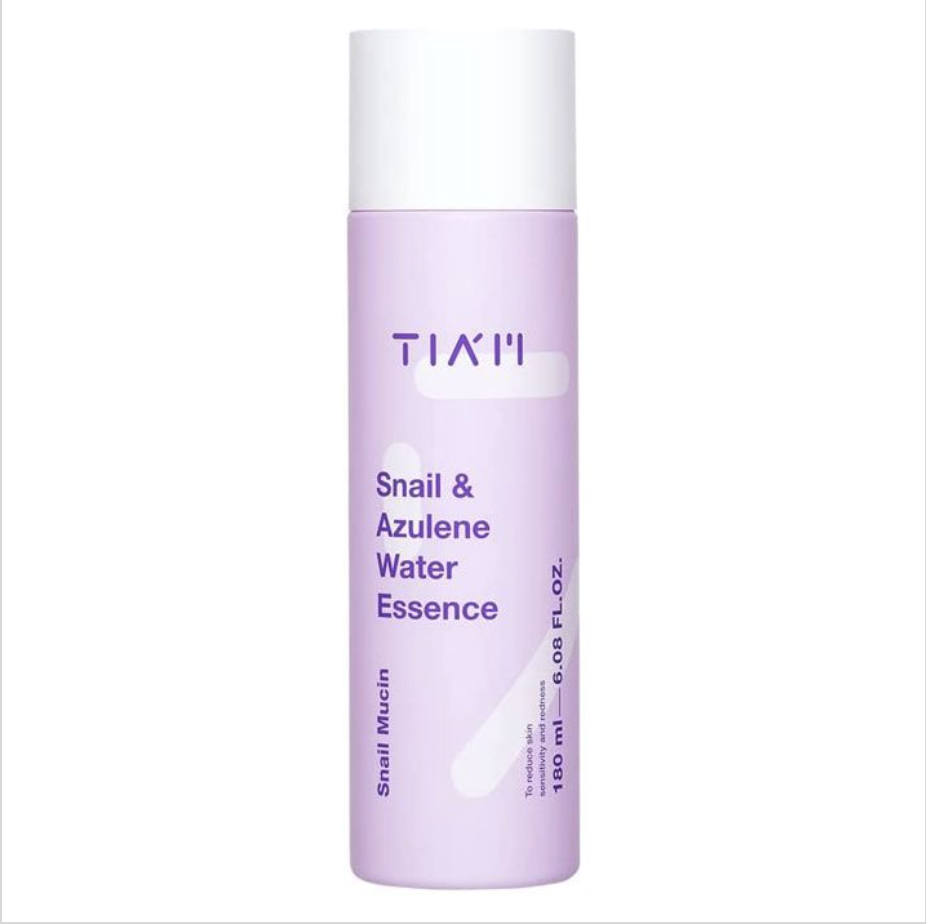 TIA'M
Snail &
Azulene
Water
Essence
Snail Mucin
To reduce skin
sensitivity and redness
180 ml — 6.08 FL.OZ.